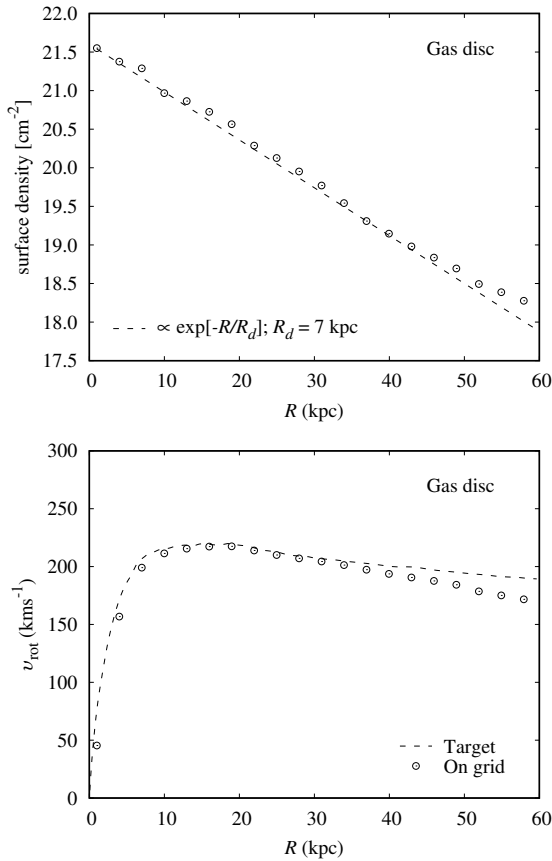 22.0
Gas disc
21.5
21.0
20.5
20.0
19.5
19.0
18.5
18.0
17.5
surface density [cm-2]
∝ exp[-R/Rd]; Rd = 7 kpc
0 10 20 30 40 50 60
R (kpc)
300
Gas disc
250
200
150
100
50
0
υrot (kms-1)
Target
On grid
0 10 20 30 40 50 60
R (kpc)